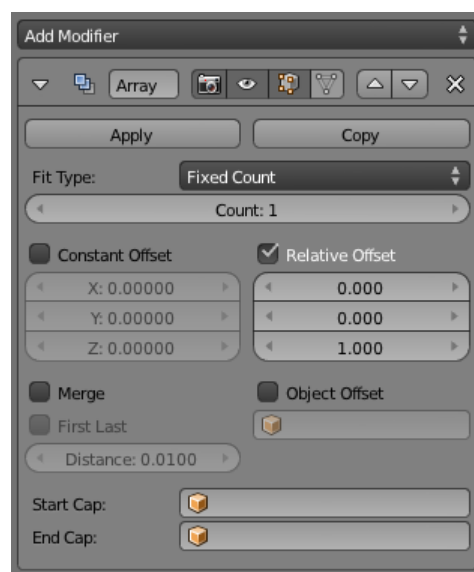 Add Modifier
Array
Apply Copy
Fit Type: Fixed Count
Count: 1
Constant Offset Relative Offset
X: 0.00000 0.000
Y: 0.00000 0.000
Z: 0.00000 1.000
Merge Object Offset
First Last
Distance: 0.0100
Start Cap:
End Cap: